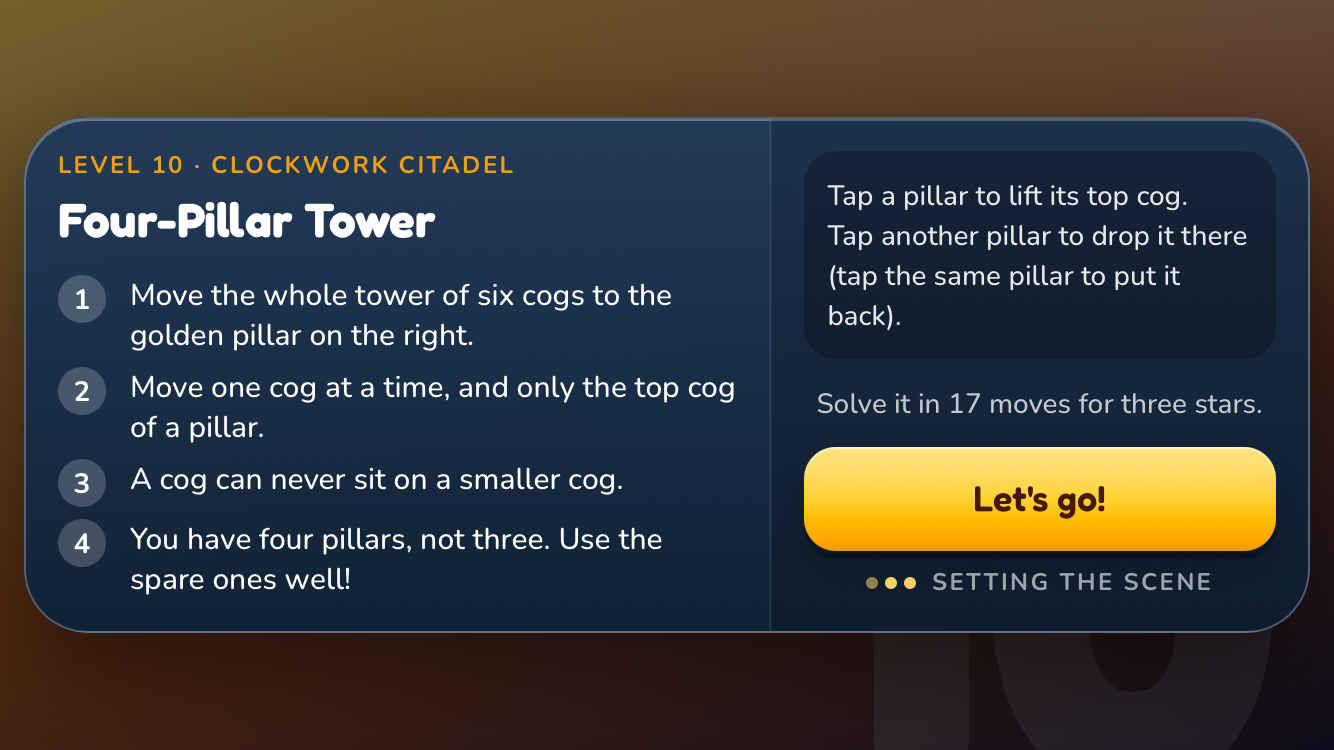 LEVEL 10 · CLOCKWORK CITADEL
Four-Pillar Tower
1 Move the whole tower of six cogs to the
golden pillar on the right.
2 Move one cog at a time, and only the top cog
of a pillar.
3 A cog can never sit on a smaller cog.
4 You have four pillars, not three. Use the
spare ones well!
Tap a pillar to lift its top cog.
Tap another pillar to drop it there
(tap the same pillar to put it
back).
Solve it in 17 moves for three stars.
Let's go!
SETTING THE SCENE
10